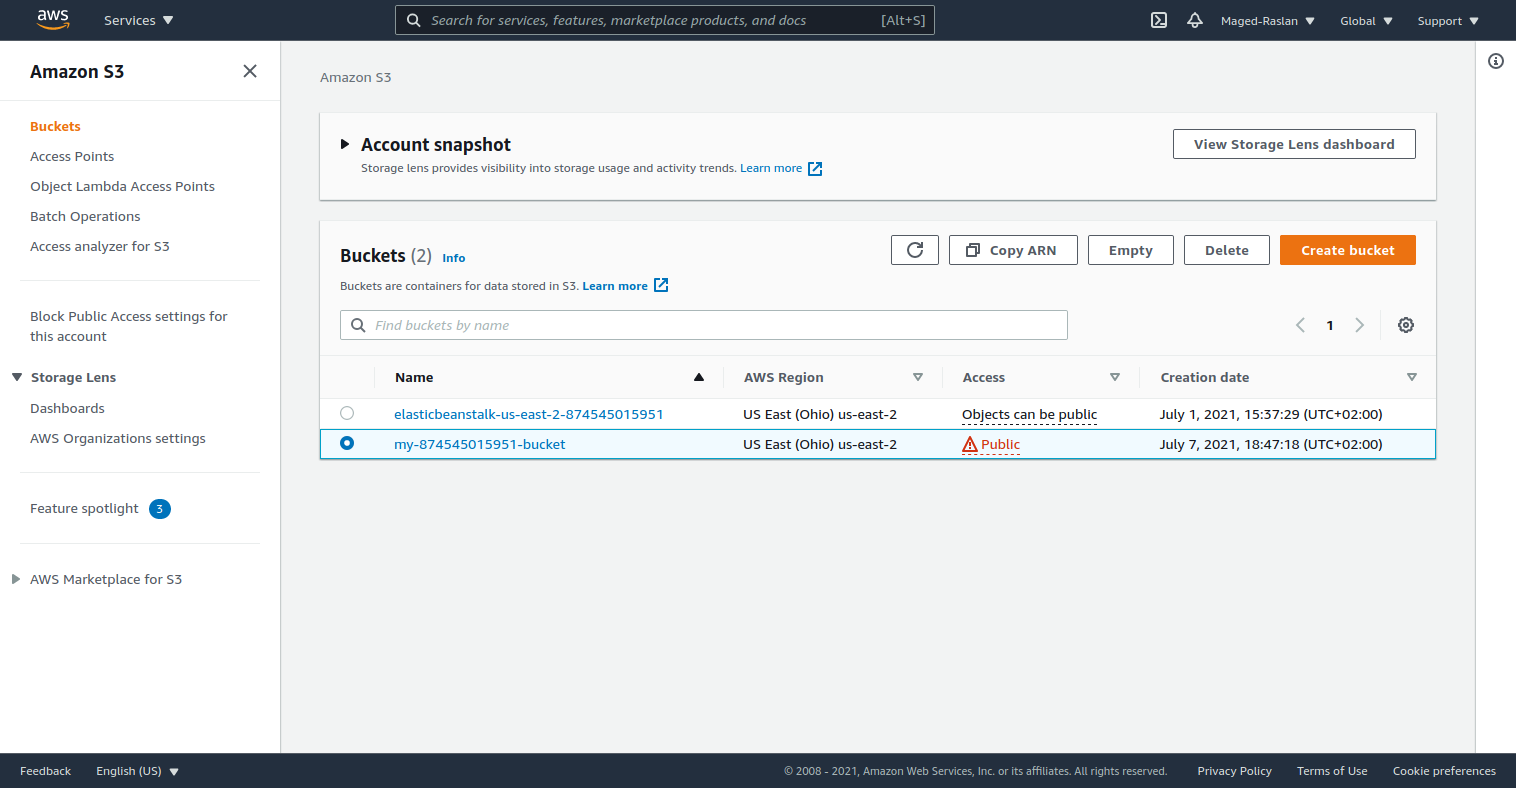 aws Services Search for services, features, marketplace products, and docs [Alt+S] Maged-Raslan Global Support
Amazon S3
Buckets
Access Points
Object Lambda Access Points
Batch Operations
Access analyzer for S3
Block Public Access settings for
this account
Storage Lens
Dashboards
AWS Organizations settings
Feature spotlight 3
AWS Marketplace for S3
Amazon S3
Account snapshot
View Storage Lens dashboard
Storage lens provides visibility into storage usage and activity trends. Learn more
Buckets (2) Info
Copy ARN Empty Delete Create bucket
Buckets are containers for data stored in S3. Learn more
Find buckets by name
1
Name AWS Region Access Creation date
elasticbeanstalk-us-east-2-874545015951 US East (Ohio) us-east-2 Objects can be public July 1, 2021, 15:37:29 (UTC+02:00)
my-874545015951-bucket US East (Ohio) us-east-2 Public July 7, 2021, 18:47:18 (UTC+02:00)
Feedback English (US) © 2008 - 2021, Amazon Web Services, Inc. or its affiliates. All rights reserved. Privacy Policy Terms of Use Cookie preferences